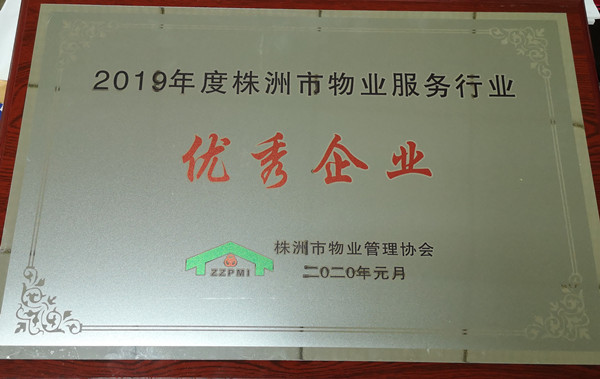 2019年度株洲市物业服务行业
优秀企业
株洲市物业管理协会
ZZPMI
二〇二〇年元月